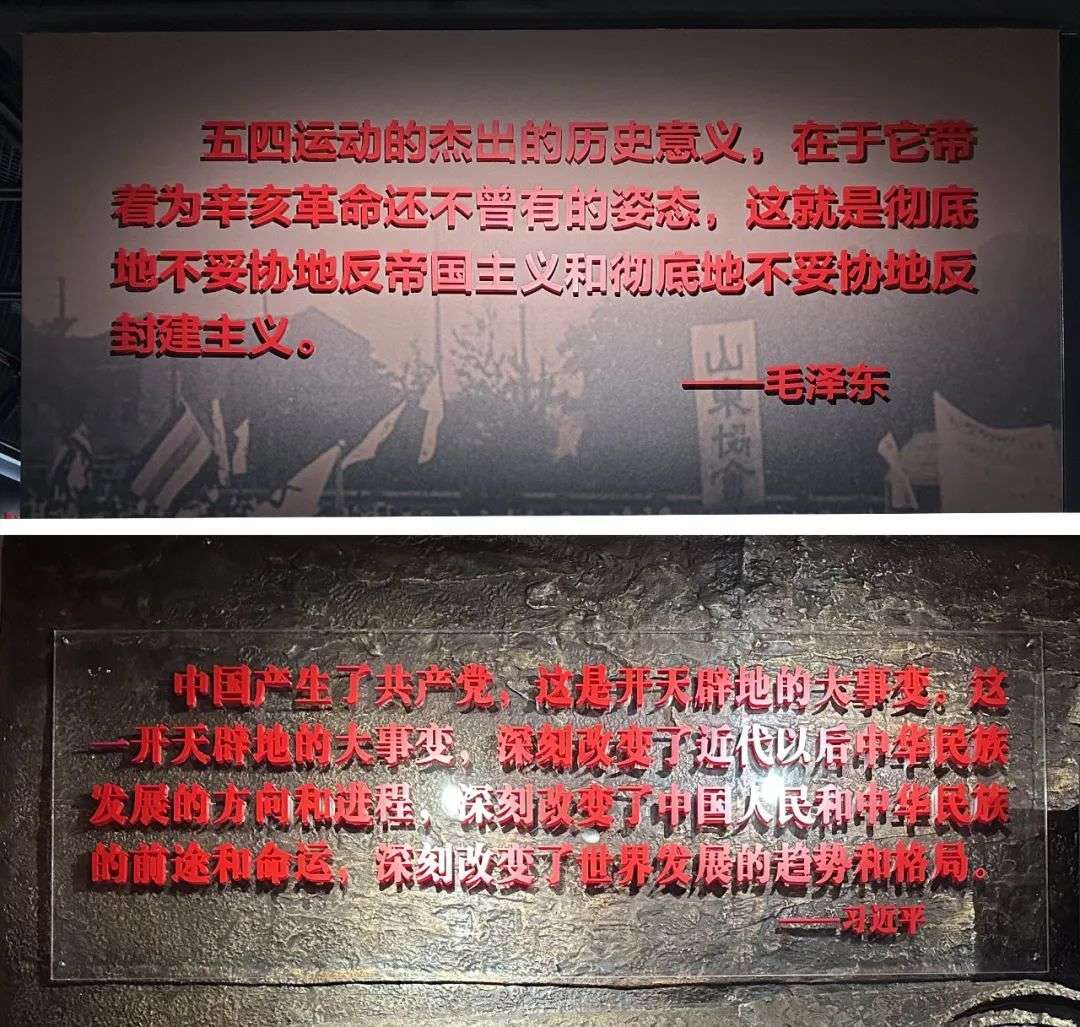 五四运动的杰出的历史意义，在于它带
着为辛亥革命还不曾有的姿态，这就是彻底
地不妥协地反帝国主义和彻底地不妥协地反
封建主义。
——毛泽东
山东协会
中国产生了共产党，这是开天辟地的大事变。这
一开天辟地的大事变，深刻改变了近代以后中华民族
发展的方向和进程，深刻改变了中国人民和中华民族
的前途和命运，深刻改变了世界发展的趋势和格局。
——习近平